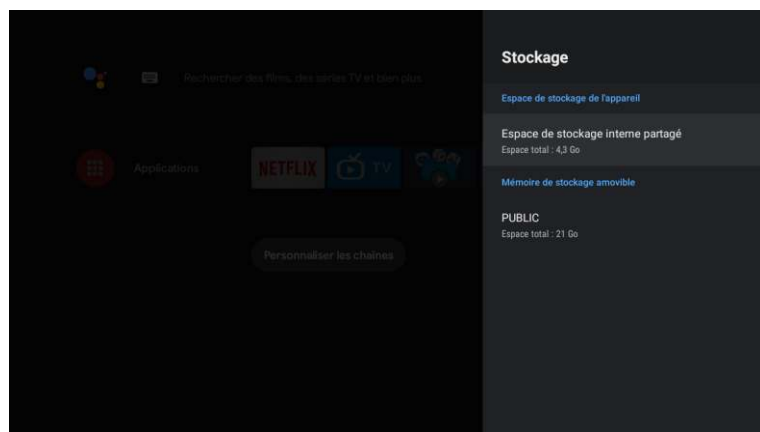 Rechercher des films, des séries TV et bien plus
Applications
NETFLIX
TV
Personnaliser les chaînes
Stockage
Espace de stockage de l'appareil
Espace de stockage interne partagé
Espace total : 4,3 Go
Mémoire de stockage amovible
PUBLIC
Espace total : 21 Go